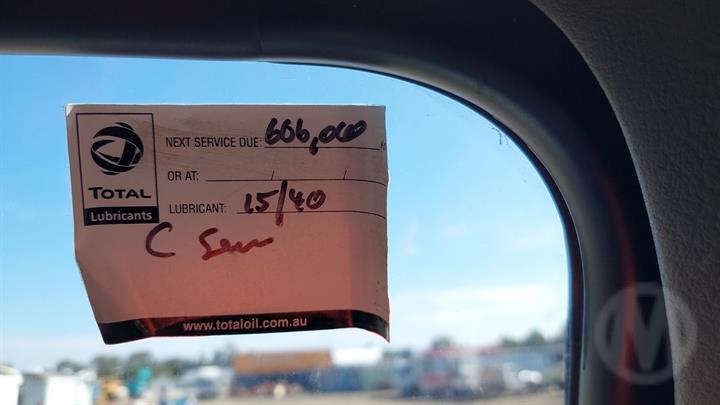 NEXT SERVICE DUE: 606,000
OR AT: / /
TOTAL
LUBRICANT: 15/40
Lubricants
C Serv
www.totaloil.com.au
M